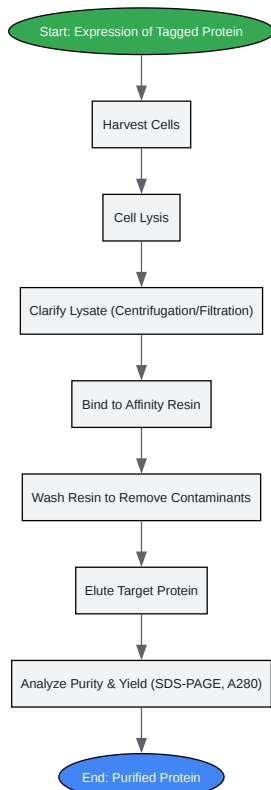 Start: Expression of Tagged Protein
Harvest Cells
Cell Lysis
Clarify Lysate (Centrifugation/Filtration)
Bind to Affinity Resin
Wash Resin to Remove Contaminants
Elute Target Protein
Analyze Purity & Yield (SDS-PAGE, A280)
End: Purified Protein